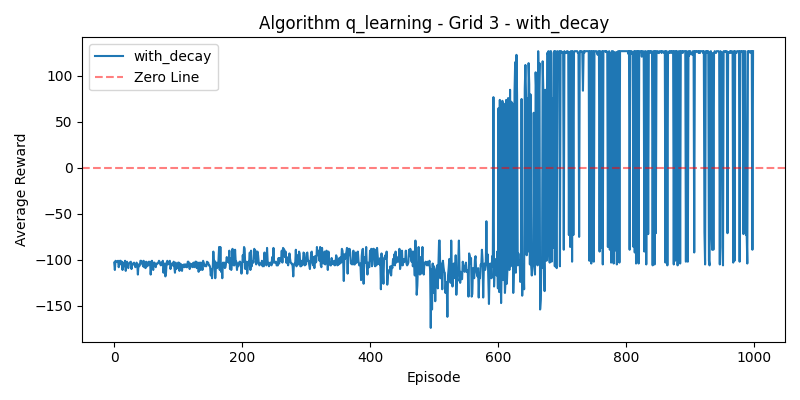 Algorithm q_learning - Grid 3 - with_decay
with_decay
Zero Line
Average Reward
100
50
0
−50
−100
−150
0
200
400
600
800
1000
Episode